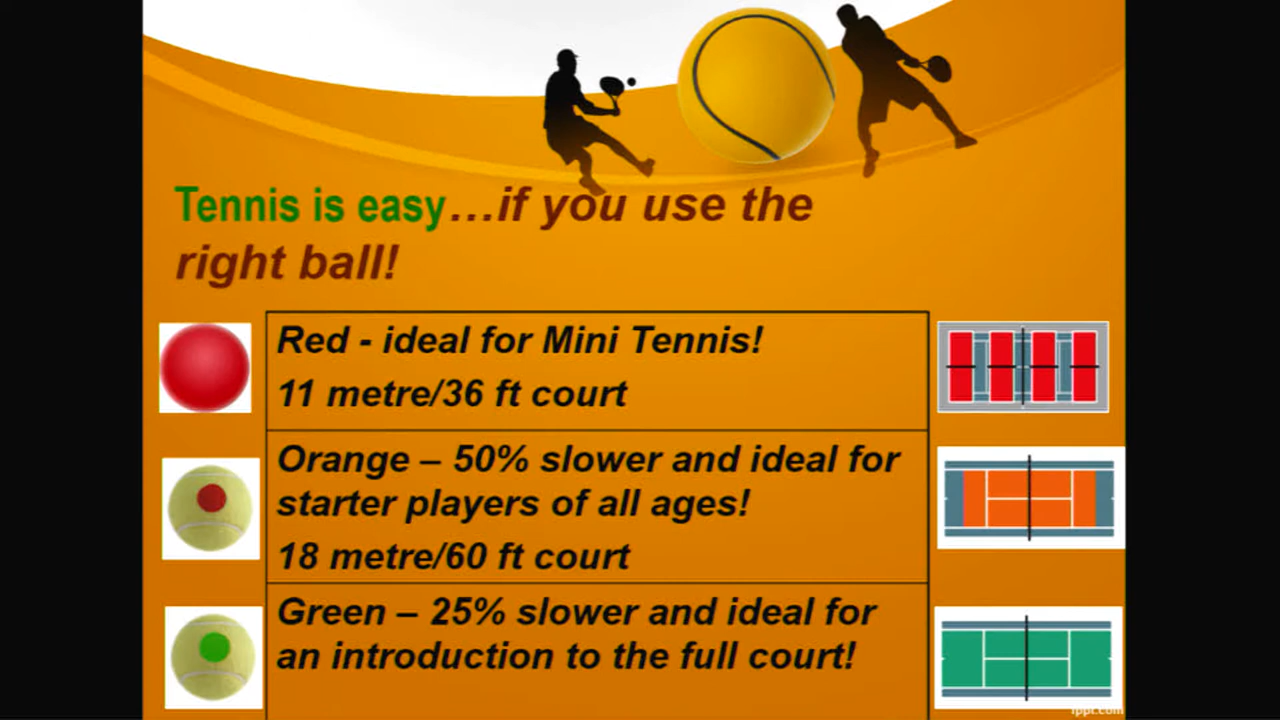 Tennis is easy…if you use the
right ball!
Red - ideal for Mini Tennis!
11 metre/36 ft court
Orange – 50% slower and ideal for
starter players of all ages!
18 metre/60 ft court
Green – 25% slower and ideal for
an introduction to the full court!
fppt.com